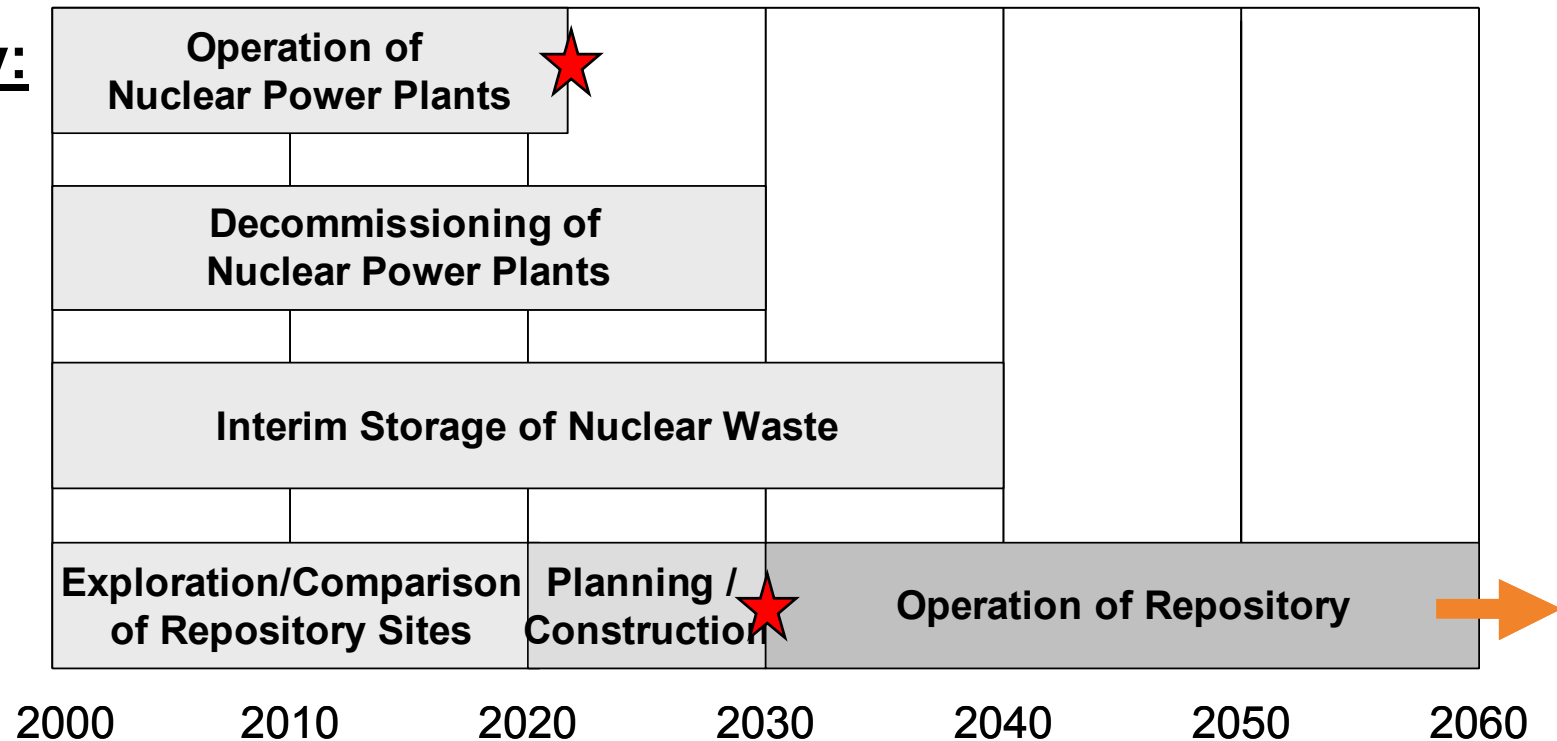 y:
Operation of
Nuclear Power Plants
Decommissioning of
Nuclear Power Plants
Interim Storage of Nuclear Waste
Exploration/Comparison
of Repository Sites
Planning /
Construction
Operation of Repository
2000 2010 2020 2030 2040 2050 2060